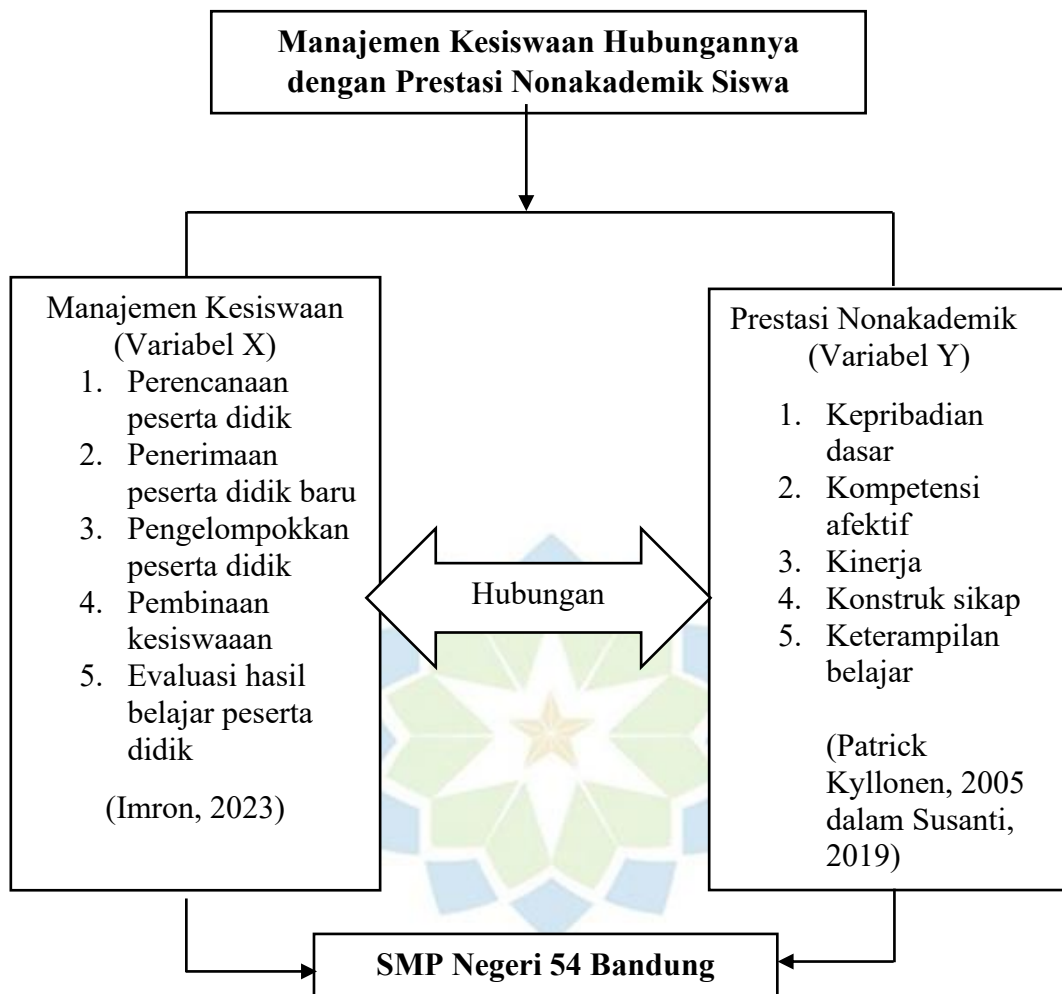 Manajemen Kesiswaan Hubungannya
dengan Prestasi Nonakademik Siswa
Manajemen Kesiswaan
(Variabel X)
1. Perencanaan
peserta didik
2. Penerimaan
peserta didik baru
3. Pengelompokkan
peserta didik
4. Pembinaan
kesiswaaan
5. Evaluasi hasil
belajar peserta
didik
(Imron, 2023)
Hubungan
Prestasi Nonakademik
(Variabel Y)
1. Kepribadian
dasar
2. Kompetensi
afektif
3. Kinerja
4. Konstruk sikap
5. Keterampilan
belajar
(Patrick
Kyllonen, 2005
dalam Susanti,
2019)
SMP Negeri 54 Bandung